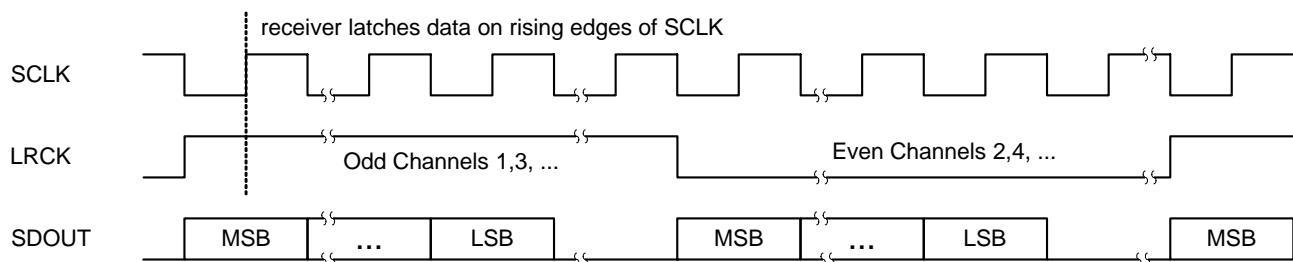 receiver latches data on rising edges of SCLK
SCLK
LRCK
Odd Channels 1,3, ...
Even Channels 2,4, ...
SDOUT
MSB
...
LSB
MSB
...
LSB
MSB